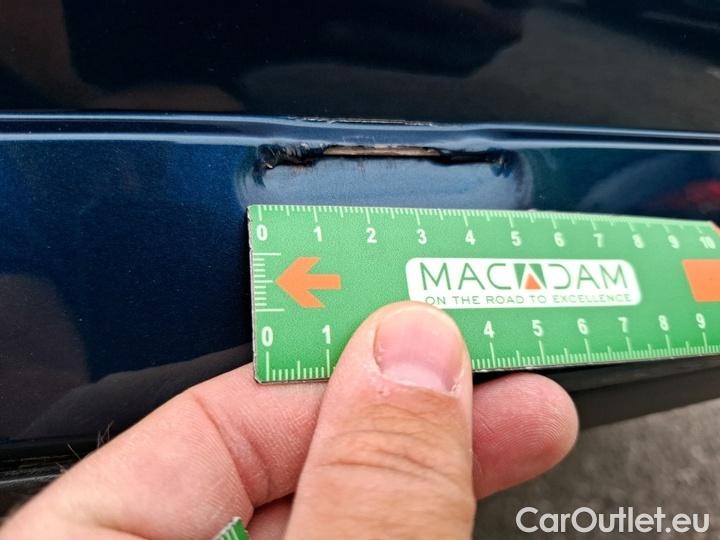 0 1 2 3 4 5 6 7 8 9 10
MACADAM
ON THE ROAD TO EXCELLENCE
0 1 4 5 6 7 8 9
CarOutlet.eu